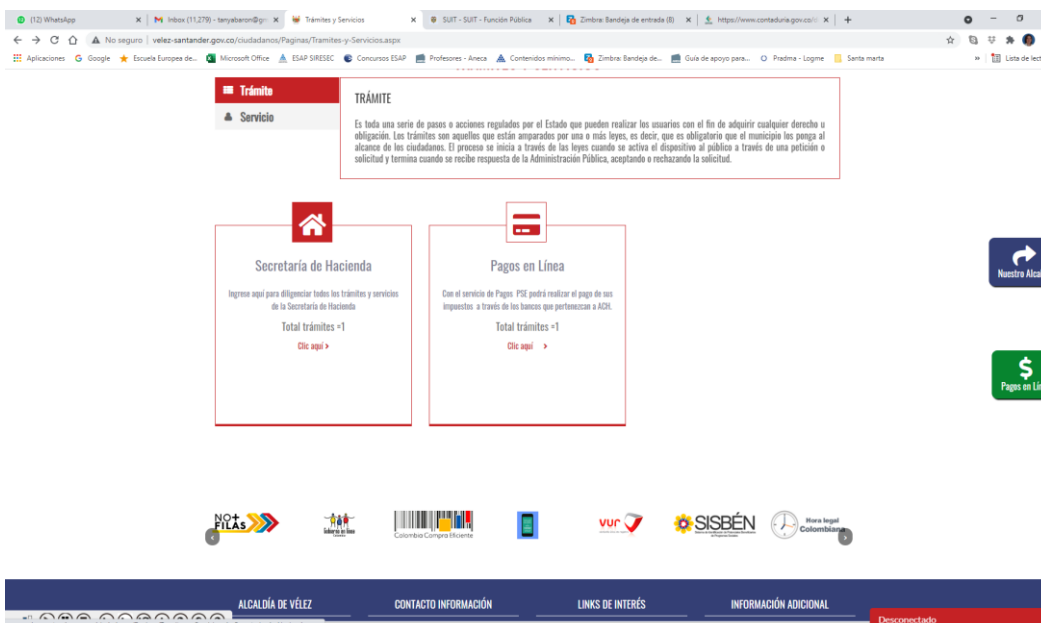 (12) WhatsApp
Inbox (11,279) - tanyabaron@gm
Trámites y Servicios
SUIT - SUIT - Función Pública
Zimbra: Bandeja de entrada (8)
https://www.contaduria.gov.co/
No seguro | velez-santander.gov.co/ciudadanos/Paginas/Tramites-y-Servicios.aspx
Aplicaciones
Google
Escuela Europea de...
Microsoft Office
ESAP SIRESEC
Concursos ESAP
Profesores - Aneca
Contenidos mínimo...
Zimbra: Bandeja de...
Guía de apoyo para...
Pradma - Logme
Santa marta
»
Lista de lect
Trámite
Servicio
TRÁMITE
Es toda una serie de pasos o acciones regulados por el Estado que pueden realizar los usuarios con el fin de adquirir cualquier derecho u
obligación. Los trámites son aquellos que están amparados por una o más leyes, es decir, que es obligatorio que el municipio los ponga al
alcance de los ciudadanos. El proceso se inicia a través de las leyes cuando se activa el dispositivo al público a través de una petición o
solicitud y termina cuando se recibe respuesta de la Administración Pública, aceptando o rechazando la solicitud.
Secretaría de Hacienda
Ingrese aquí para diligenciar todos los trámites y servicios
de la Secretaría de Hacienda
Total trámites =1
Clic aquí >
Pagos en Línea
Con el servicio de Pagos PSE podrá realizar el pago de sus
impuestos a través de los bancos que pertenezcan a ACH.
Total trámites =1
Clic aquí >
Nuestro Alcal
$
Pagos en Lín
NO+
FILAS
Gobierno en línea
Colombia Compra Eficiente
vur
SISBÉN
Hora legal
Colombiana
ALCALDÍA DE VÉLEZ
CONTACTO INFORMACIÓN
LINKS DE INTERÉS
INFORMACIÓN ADICIONAL
Desconectado